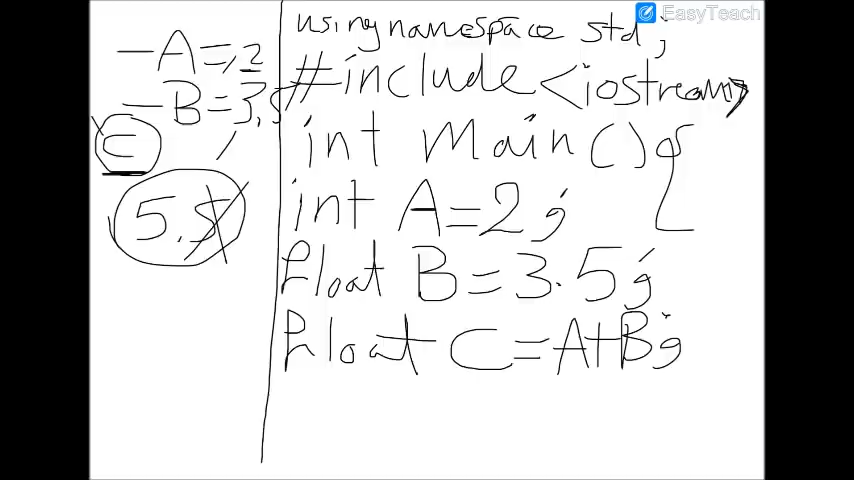 EasyTeach
-A=2
-B=3.5
C
5.5
using namespace std;
#include <iostream>
int main() {
int A=2;
float B=3.5;
float C=A+B;